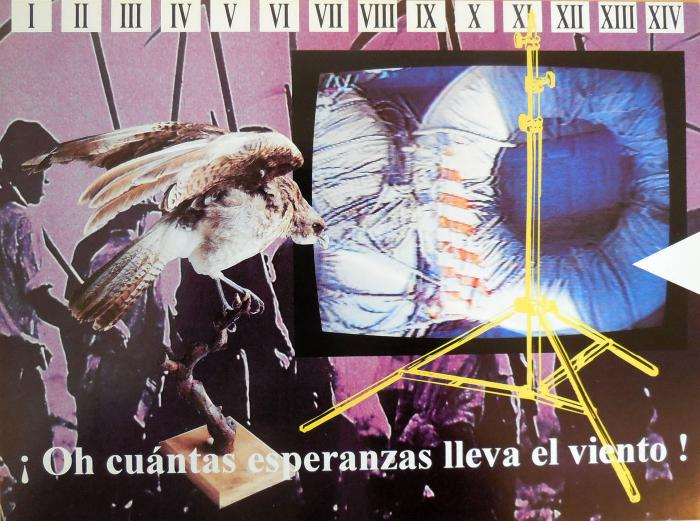 I II III IV V VI VII VIII IX X XI XII XIII XIV
¡ Oh cuántas esperanzas lleva el viento !